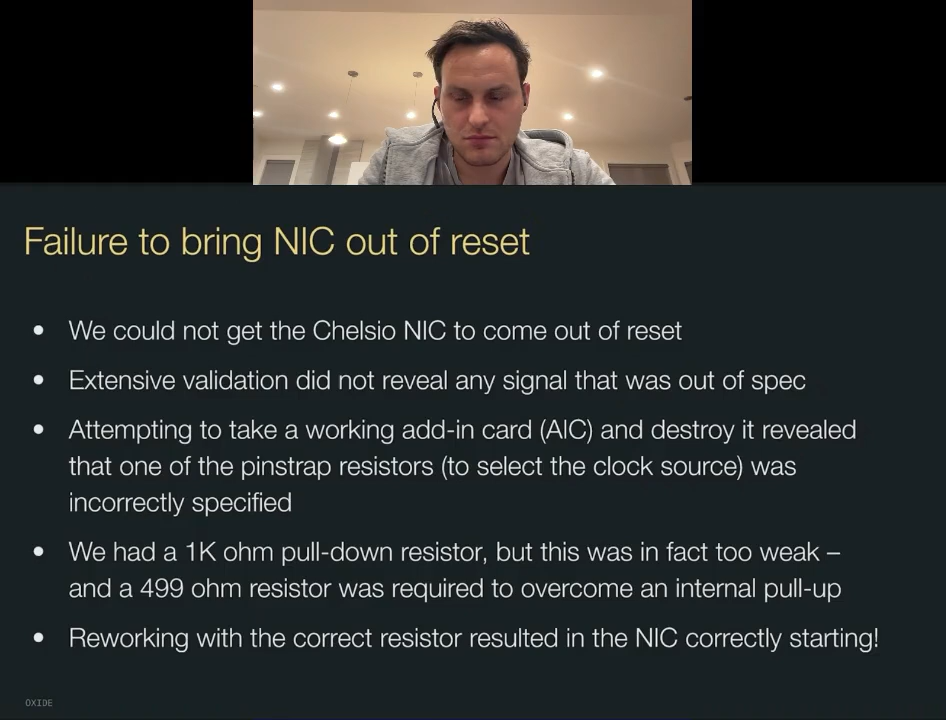 Failure to bring NIC out of reset
• We could not get the Chelsio NIC to come out of reset
• Extensive validation did not reveal any signal that was out of spec
• Attempting to take a working add-in card (AIC) and destroy it revealed
that one of the pinstrap resistors (to select the clock source) was
incorrectly specified
• We had a 1K ohm pull-down resistor, but this was in fact too weak –
and a 499 ohm resistor was required to overcome an internal pull-up
• Reworking with the correct resistor resulted in the NIC correctly starting!
OXIDE